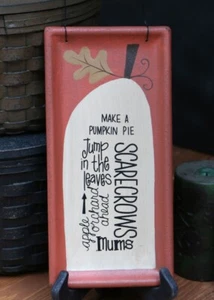 MAKE A
PUMPKIN PIE
Jump
in the
leaves
SCARECROWS
apple
orchard
ahead
Mums